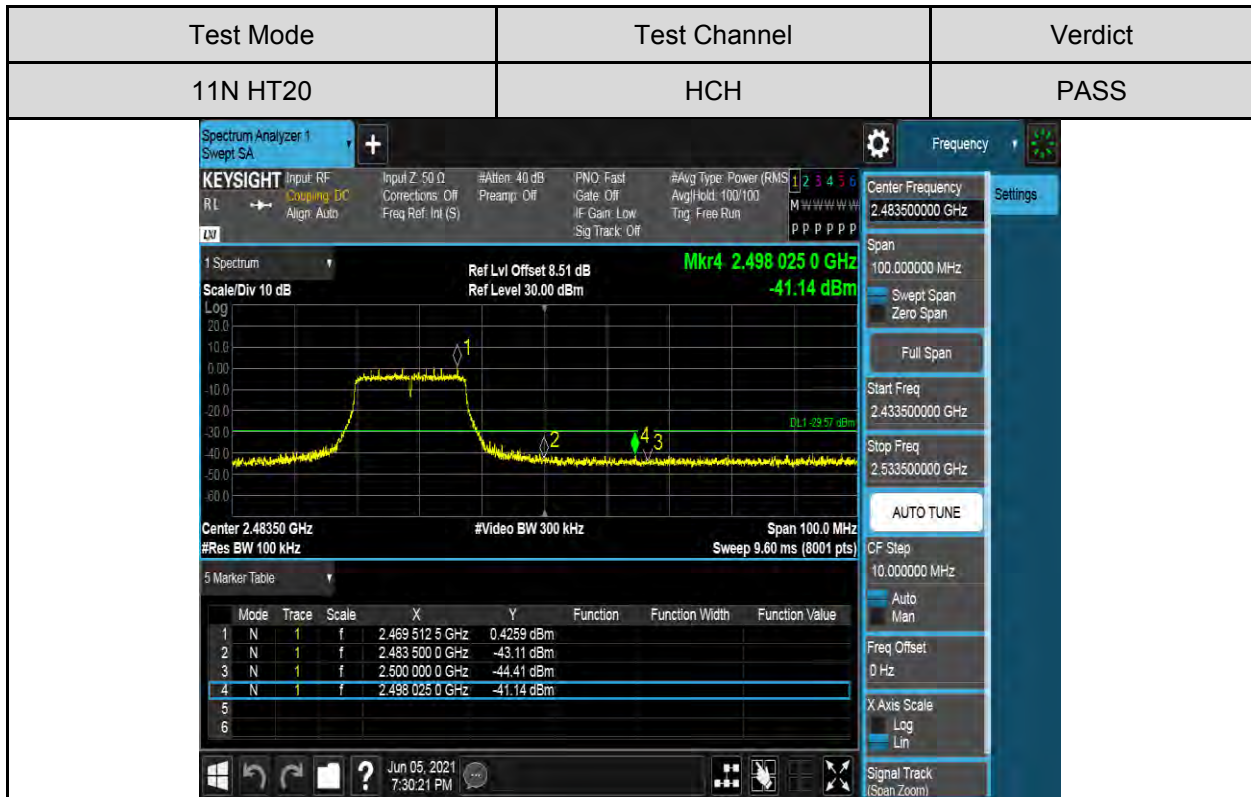 Test Mode Test Channel Verdict
11N HT20 HCH PASS
Spectrum Analyzer 1
Swept SA
+
Frequency
KEYSIGHT
RL
LXI
Input: RF
Coupling: DC
Align: Auto
Input Z: 50 Ω
Corrections: Off
Freq Ref: Int (S)
#Atten: 40 dB
Preamp: Off
PNO: Fast
Gate: Off
IF Gain: Low
Sig Track: Off
#Avg Type: Power (RMS
Avg|Hold: 100/100
Trig: Free Run
1 2 3 4 5 6
M W W W W W
P P P P P P
1 Spectrum
Scale/Div 10 dB
Ref Lvl Offset 8.51 dB
Ref Level 30.00 dBm
Mkr4 2.498 025 0 GHz
-41.14 dBm
Log
20.0
10.0
0.00
-10.0
-20.0
-30.0
-40.0
-50.0
-60.0
1
2
4
3
DL1 -29.57 dBm
Center 2.48350 GHz
#Res BW 100 kHz
#Video BW 300 kHz
Span 100.0 MHz
Sweep 9.60 ms (8001 pts)
5 Marker Table
Mode Trace Scale X Y Function Function Width Function Value
1 N 1 f 2.469 512 5 GHz 0.4259 dBm
2 N 1 f 2.483 500 0 GHz -43.11 dBm
3 N 1 f 2.500 000 0 GHz -44.41 dBm
4 N 1 f 2.498 025 0 GHz -41.14 dBm
5
6
?
Jun 05, 2021
7:30:21 PM
Center Frequency
2.483500000 GHz
Settings
Span
100.000000 MHz
Swept Span
Zero Span
Full Span
Start Freq
2.433500000 GHz
Stop Freq
2.533500000 GHz
AUTO TUNE
CF Step
10.000000 MHz
Auto
Man
Freq Offset
0 Hz
X Axis Scale
Log
Lin
Signal Track
(Span Zoom)